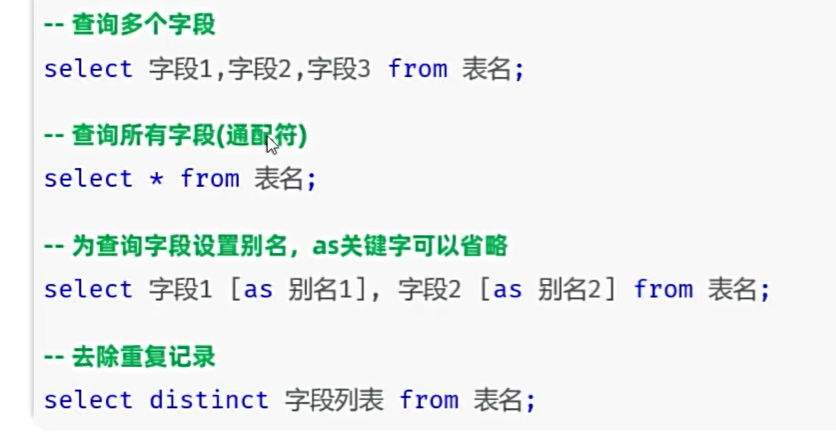 -- 查询多个字段
select 字段1,字段2,字段3 from 表名;
-- 查询所有字段(通配符)
select * from 表名;
-- 为查询字段设置别名，as关键字可以省略
select 字段1 [as 别名1], 字段2 [as 别名2] from 表名;
-- 去除重复记录
select distinct 字段列表 from 表名;